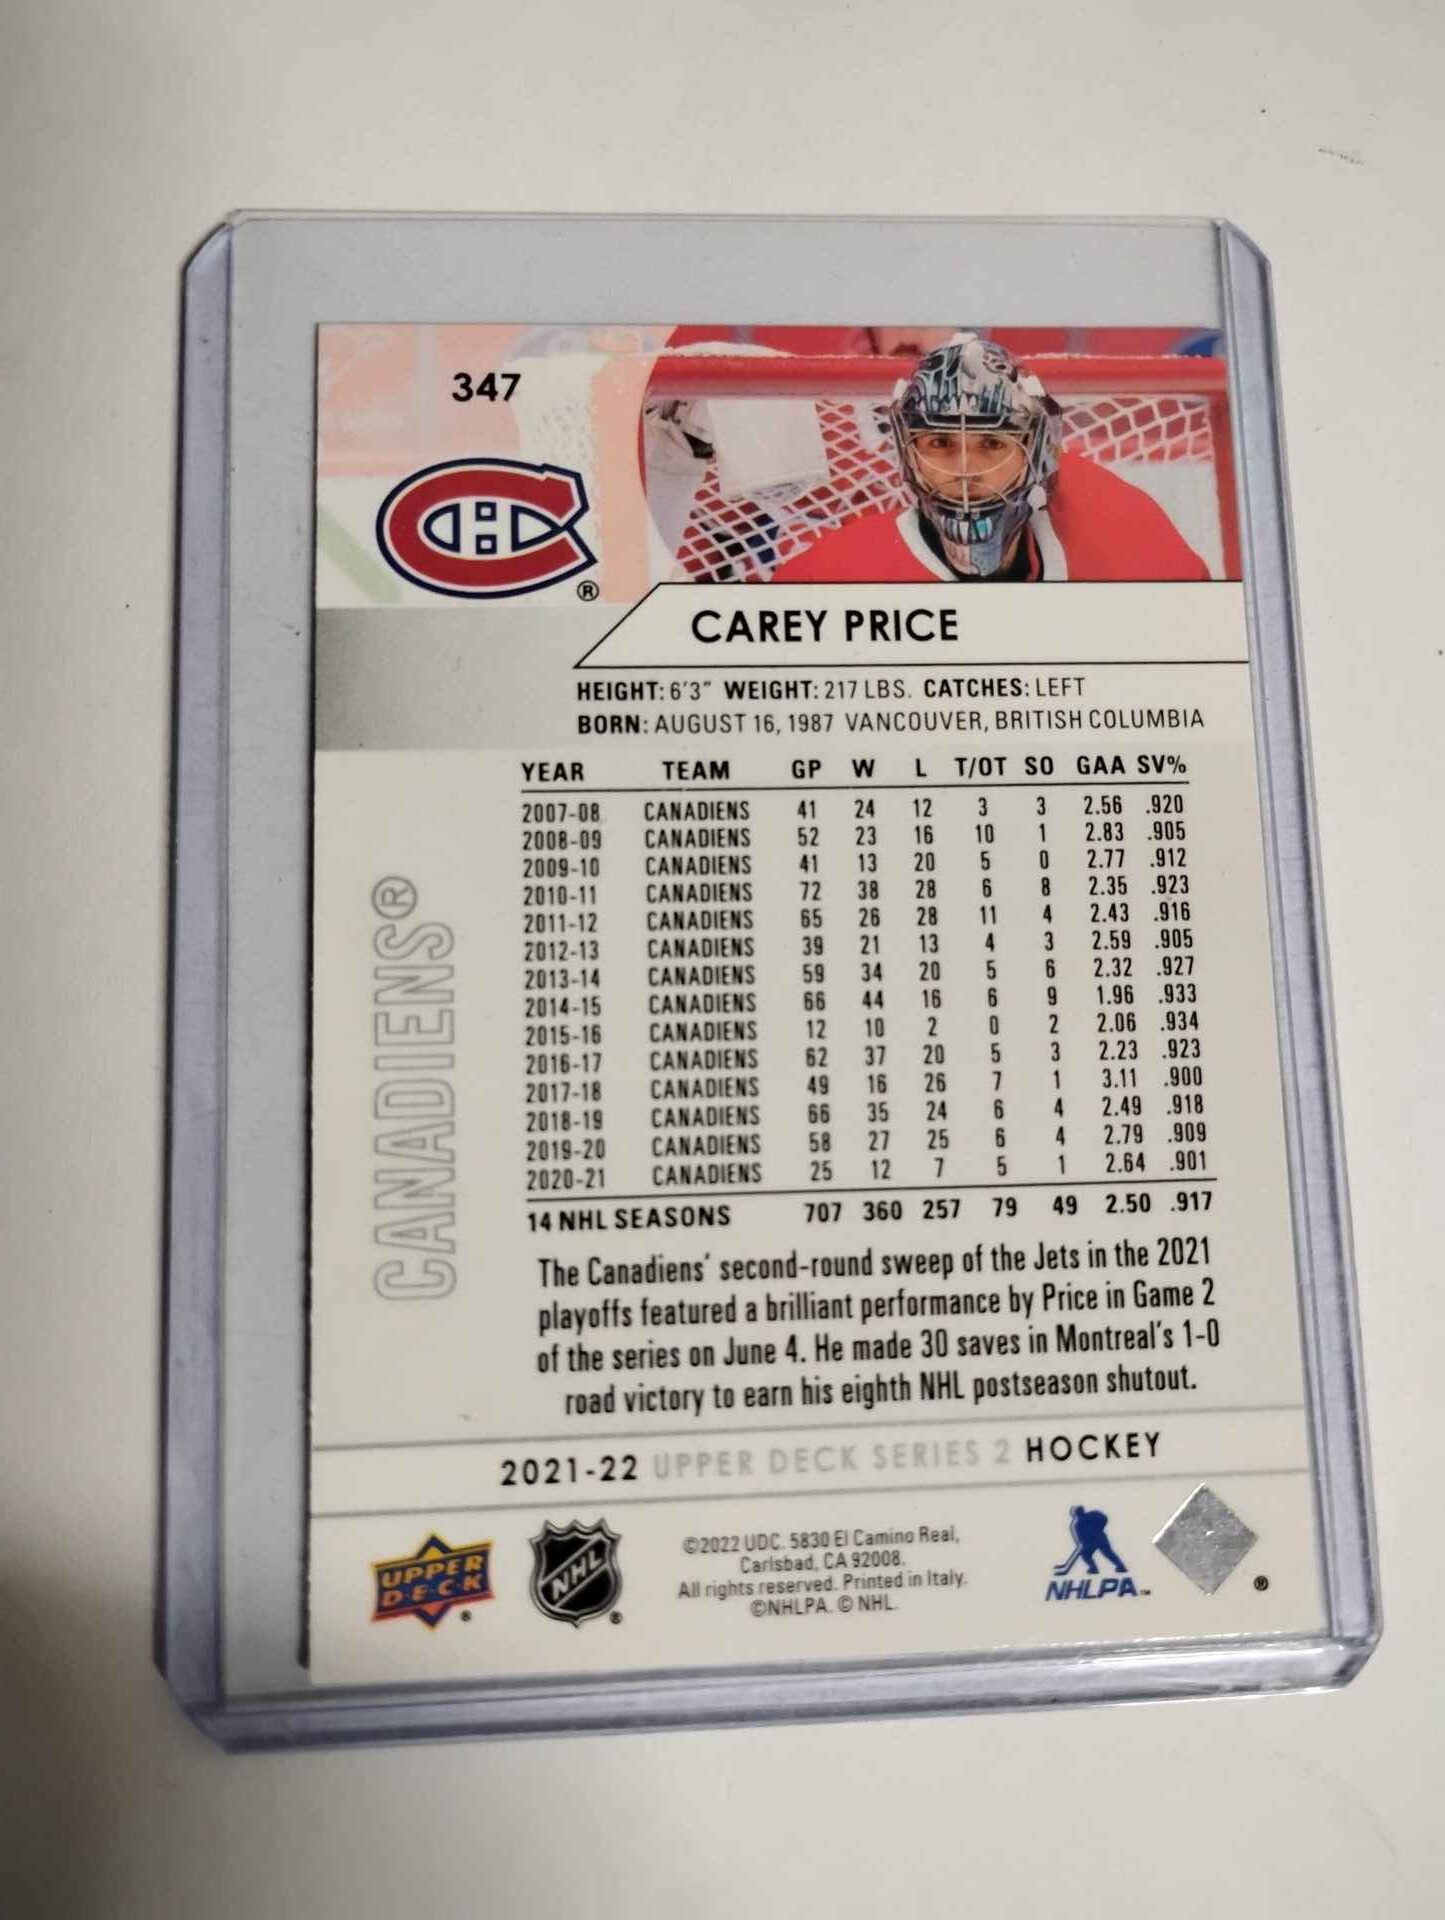 347
®
CAREY PRICE
HEIGHT: 6'3" WEIGHT: 217 LBS. CATCHES: LEFT
BORN: AUGUST 16, 1987 VANCOUVER, BRITISH COLUMBIA
YEAR TEAM GP W L T/OT SO GAA SV%
2007-08 CANADIENS 41 24 12 3 3 2.56 .920
2008-09 CANADIENS 52 23 16 10 1 2.83 .905
2009-10 CANADIENS 41 13 20 5 0 2.77 .912
2010-11 CANADIENS 72 38 28 6 8 2.35 .923
2011-12 CANADIENS 65 26 28 11 4 2.43 .916
2012-13 CANADIENS 39 21 13 4 3 2.59 .905
2013-14 CANADIENS 59 34 20 5 6 2.32 .927
2014-15 CANADIENS 66 44 16 6 9 1.96 .933
2015-16 CANADIENS 12 10 2 0 2 2.06 .934
2016-17 CANADIENS 62 37 20 5 3 2.23 .923
2017-18 CANADIENS 49 16 26 7 1 3.11 .900
2018-19 CANADIENS 66 35 24 6 4 2.49 .918
2019-20 CANADIENS 58 27 25 6 4 2.79 .909
2020-21 CANADIENS 25 12 7 5 1 2.64 .901
14 NHL SEASONS 707 360 257 79 49 2.50 .917
CANADIENS®
The Canadiens' second-round sweep of the Jets in the 2021
playoffs featured a brilliant performance by Price in Game 2
of the series on June 4. He made 30 saves in Montreal's 1-0
road victory to earn his eighth NHL postseason shutout.
2021-22 UPPER DECK SERIES 2 HOCKEY
UPPER
DECK ®
NHL ®
©2022 UDC. 5830 El Camino Real,
Carlsbad, CA 92008.
All rights reserved. Printed in Italy.
©NHLPA. © NHL.
NHLPA™
®